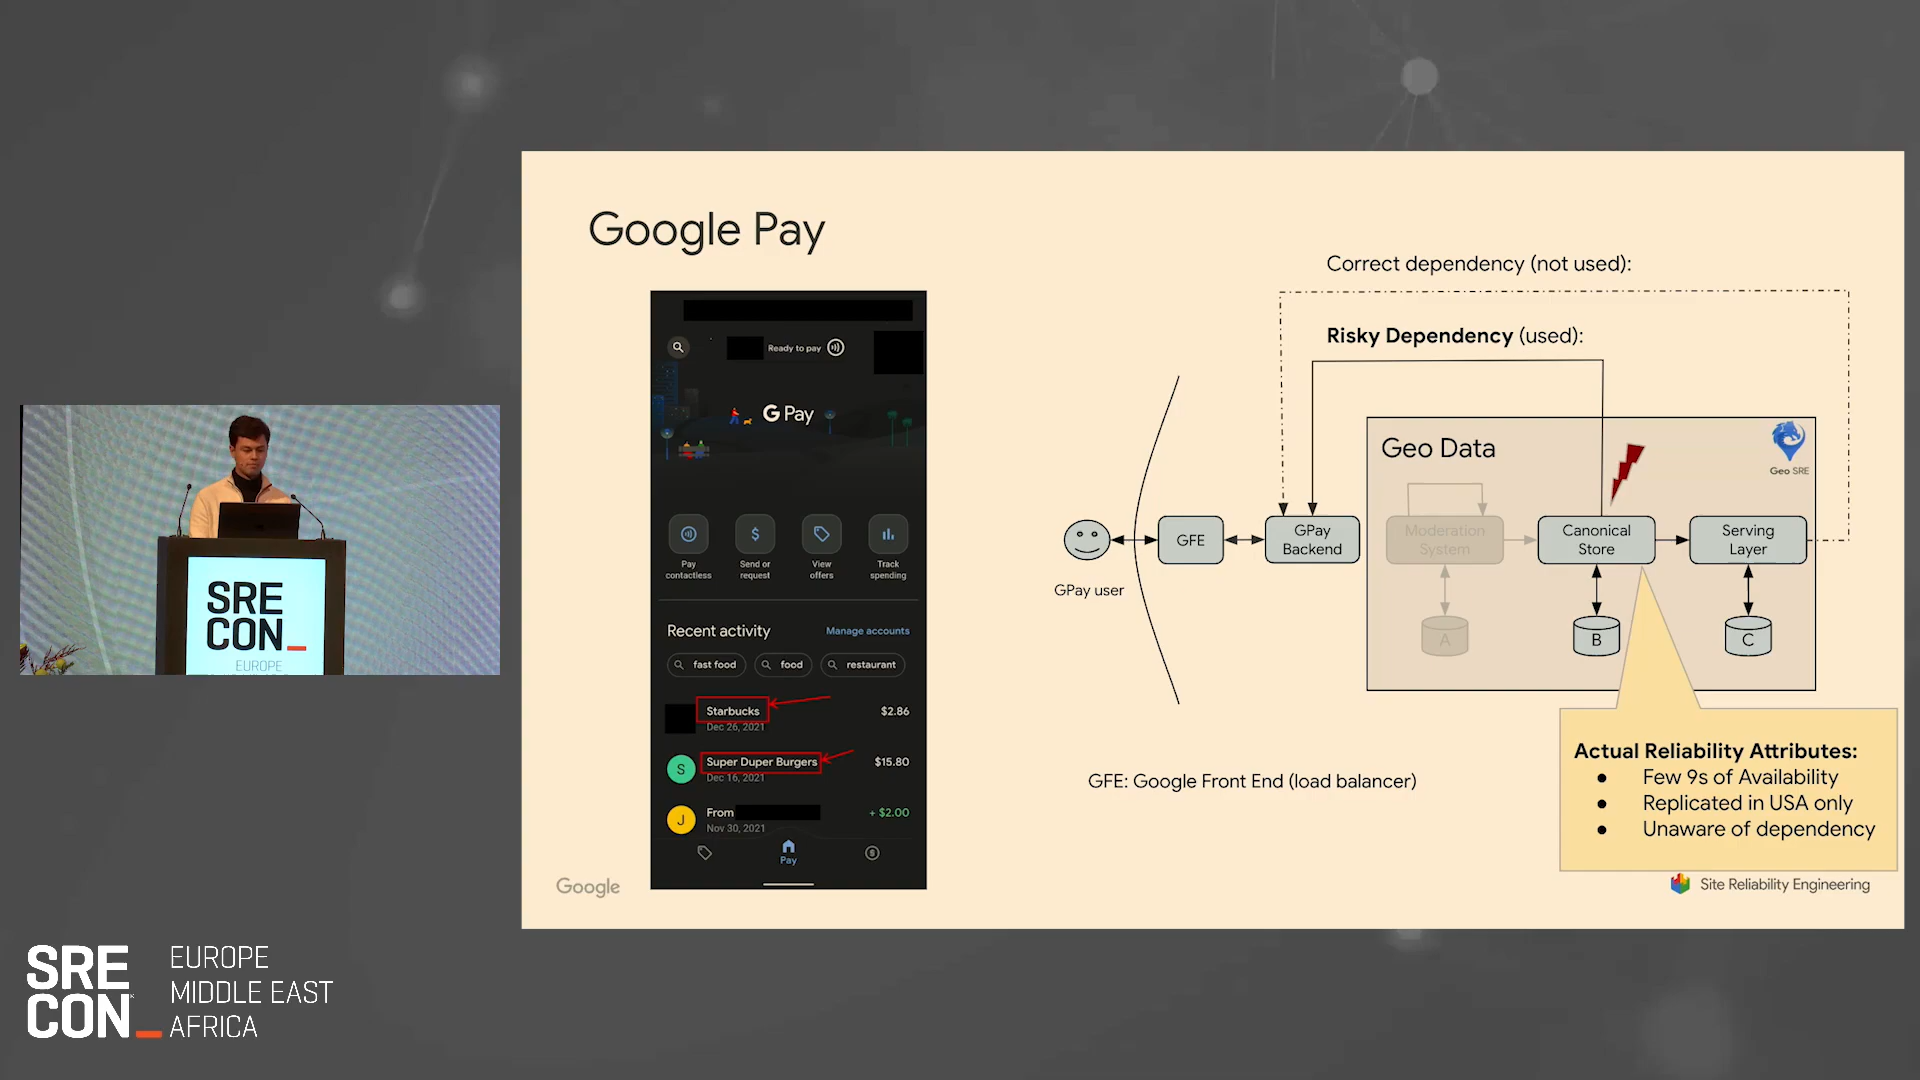 Google Pay
Ready to pay
G Pay
Pay
contactless
Send or
request
View
offers
Track
spending
Recent activity
Manage accounts
fast food
food
restaurant
Starbucks
$2.86
Dec 26, 2021
S
Super Duper Burgers
$15.80
Dec 16, 2021
J
From
+ $2.00
Nov 30, 2021
Pay
Correct dependency (not used):
Risky Dependency (used):
Geo Data
Geo SRE
GPay user
GFE
GPay
Backend
Moderation
System
Canonical
Store
Serving
Layer
A
B
C
GFE: Google Front End (load balancer)
Actual Reliability Attributes:
● Few 9s of Availability
● Replicated in USA only
● Unaware of dependency
Google
Site Reliability Engineering
SRE
CON_
EUROPE
SRE
CON_
EUROPE
MIDDLE EAST
AFRICA